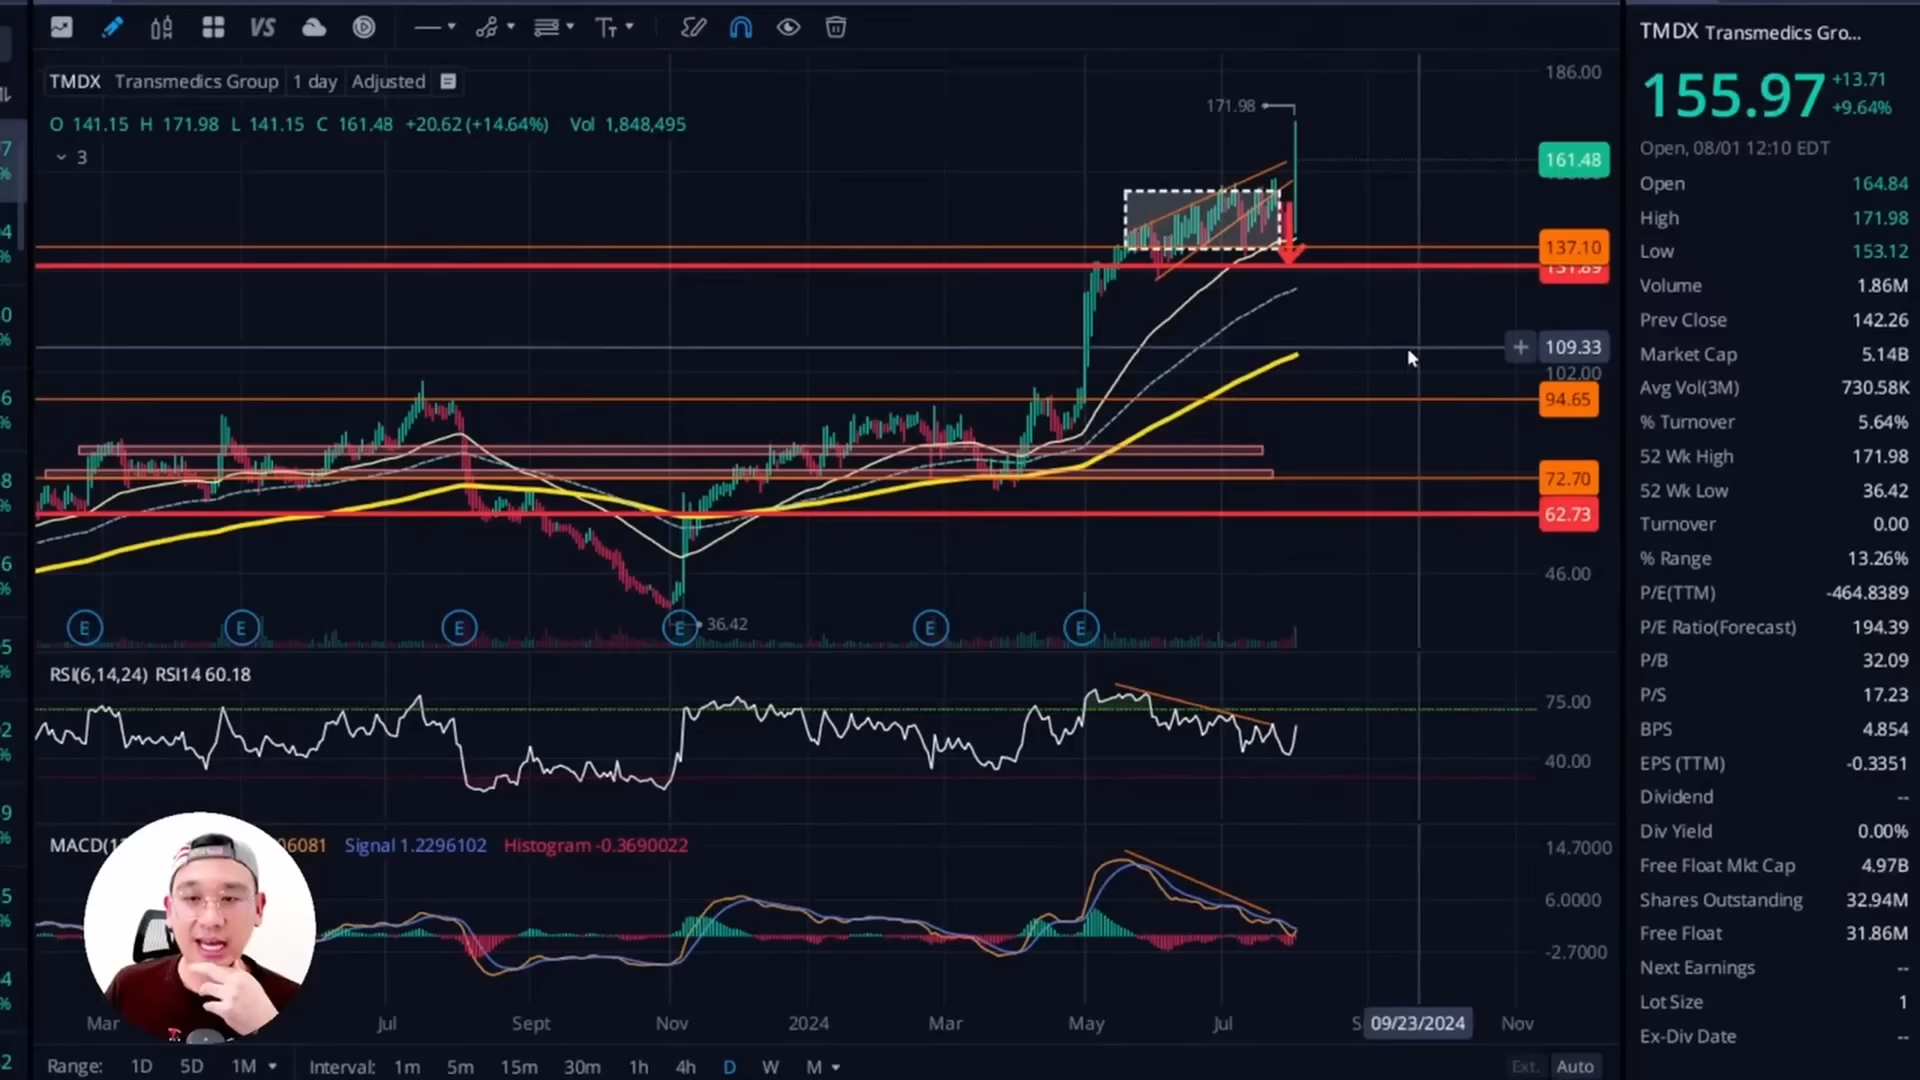 VS
TMDX Transmedics Group 1 day Adjusted
O 141.15 H 171.98 L 141.15 C 161.48 +20.62 (+14.64%) Vol 1,848,495
3
171.98
186.00
161.48
137.10
131.89
109.33
102.00
94.65
72.70
62.73
46.00
36.42
E E E E E E
RSI(6,14,24) RSI14 60.18
75.00
40.00
MACD(1 06081 Signal 1.2296102 Histogram -0.3690022
14.7000
6.0000
-2.7000
Mar Jul Sept Nov 2024 Mar May Jul S 09/23/2024 Nov
Range: 1D 5D 1M Interval: 1m 5m 15m 30m 1h 4h D W M Ext. Auto
TMDX Transmedics Gro...
155.97 +13.71
+9.64%
Open, 08/01 12:10 EDT
Open 164.84
High 171.98
Low 153.12
Volume 1.86M
Prev Close 142.26
Market Cap 5.14B
Avg Vol(3M) 730.58K
% Turnover 5.64%
52 Wk High 171.98
52 Wk Low 36.42
Turnover 0.00
% Range 13.26%
P/E(TTM) -464.8389
P/E Ratio(Forecast) 194.39
P/B 32.09
P/S 17.23
BPS 4.854
EPS (TTM) -0.3351
Dividend --
Div Yield 0.00%
Free Float Mkt Cap 4.97B
Shares Outstanding 32.94M
Free Float 31.86M
Next Earnings --
Lot Size 1
Ex-Div Date --